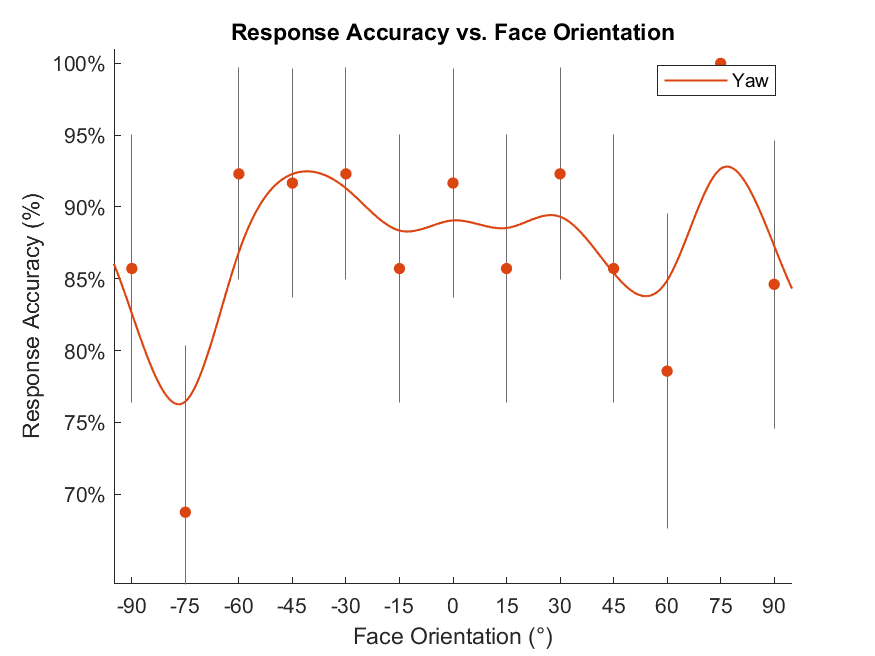 Response Accuracy vs. Face Orientation
100%
95%
90%
85%
80%
75%
70%
Response Accuracy (%)
Yaw
-90 -75 -60 -45 -30 -15 0 15 30 45 60 75 90
Face Orientation (°)